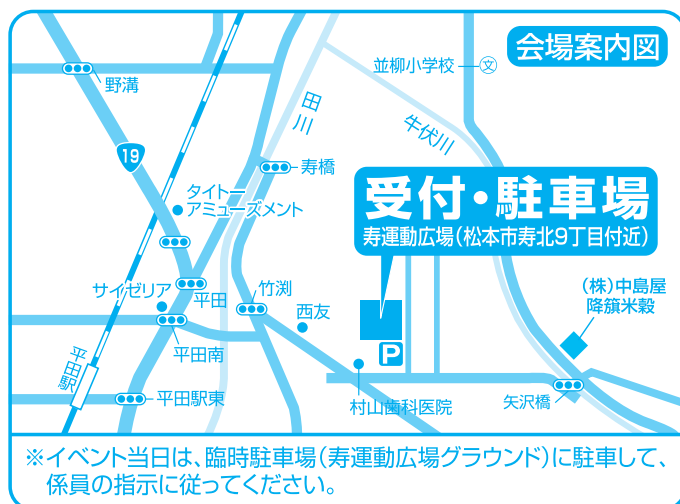 会場案内図
並柳小学校
文
野溝
田川
牛伏川
19
寿橋
タイトー
アミューズメント
受付・駐車場
寿運動広場(松本市寿北9丁目付近)
サイゼリア
平田
竹渕
西友
(株)中島屋
降籏米穀
平田駅
平田南
P
平田駅東
村山歯科医院
矢沢橋
※イベント当日は、臨時駐車場(寿運動広場グラウンド)に駐車して、
係員の指示に従ってください。